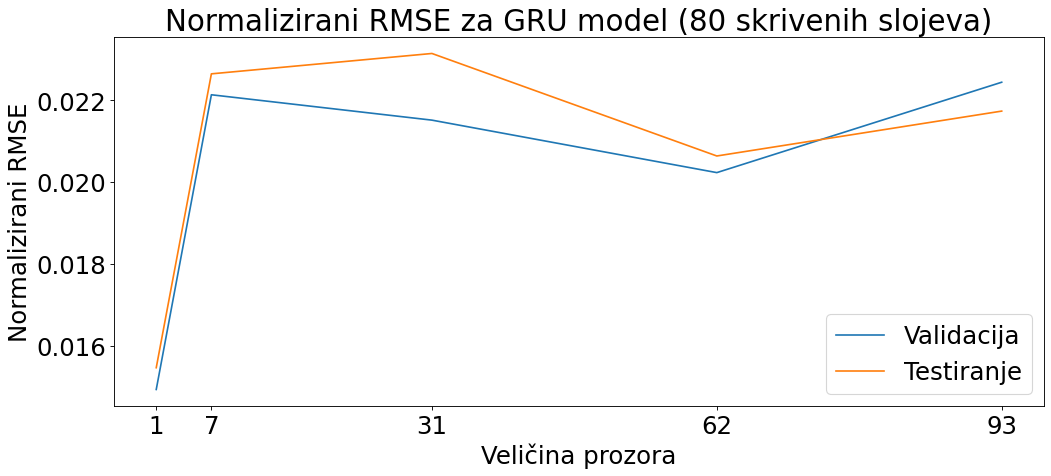 Normalizirani RMSE za GRU model (80 skrivenih slojeva)
Normalizirani RMSE
0.022
0.020
0.018
0.016
Validacija
Testiranje
1 7 31 62 93
Veličina prozora